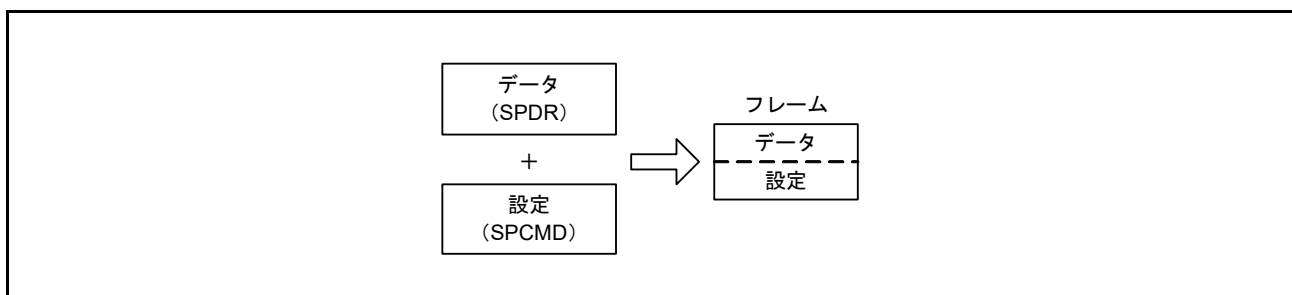 データ
(SPDR)
+
設定
(SPCMD)
フレーム
データ
設定